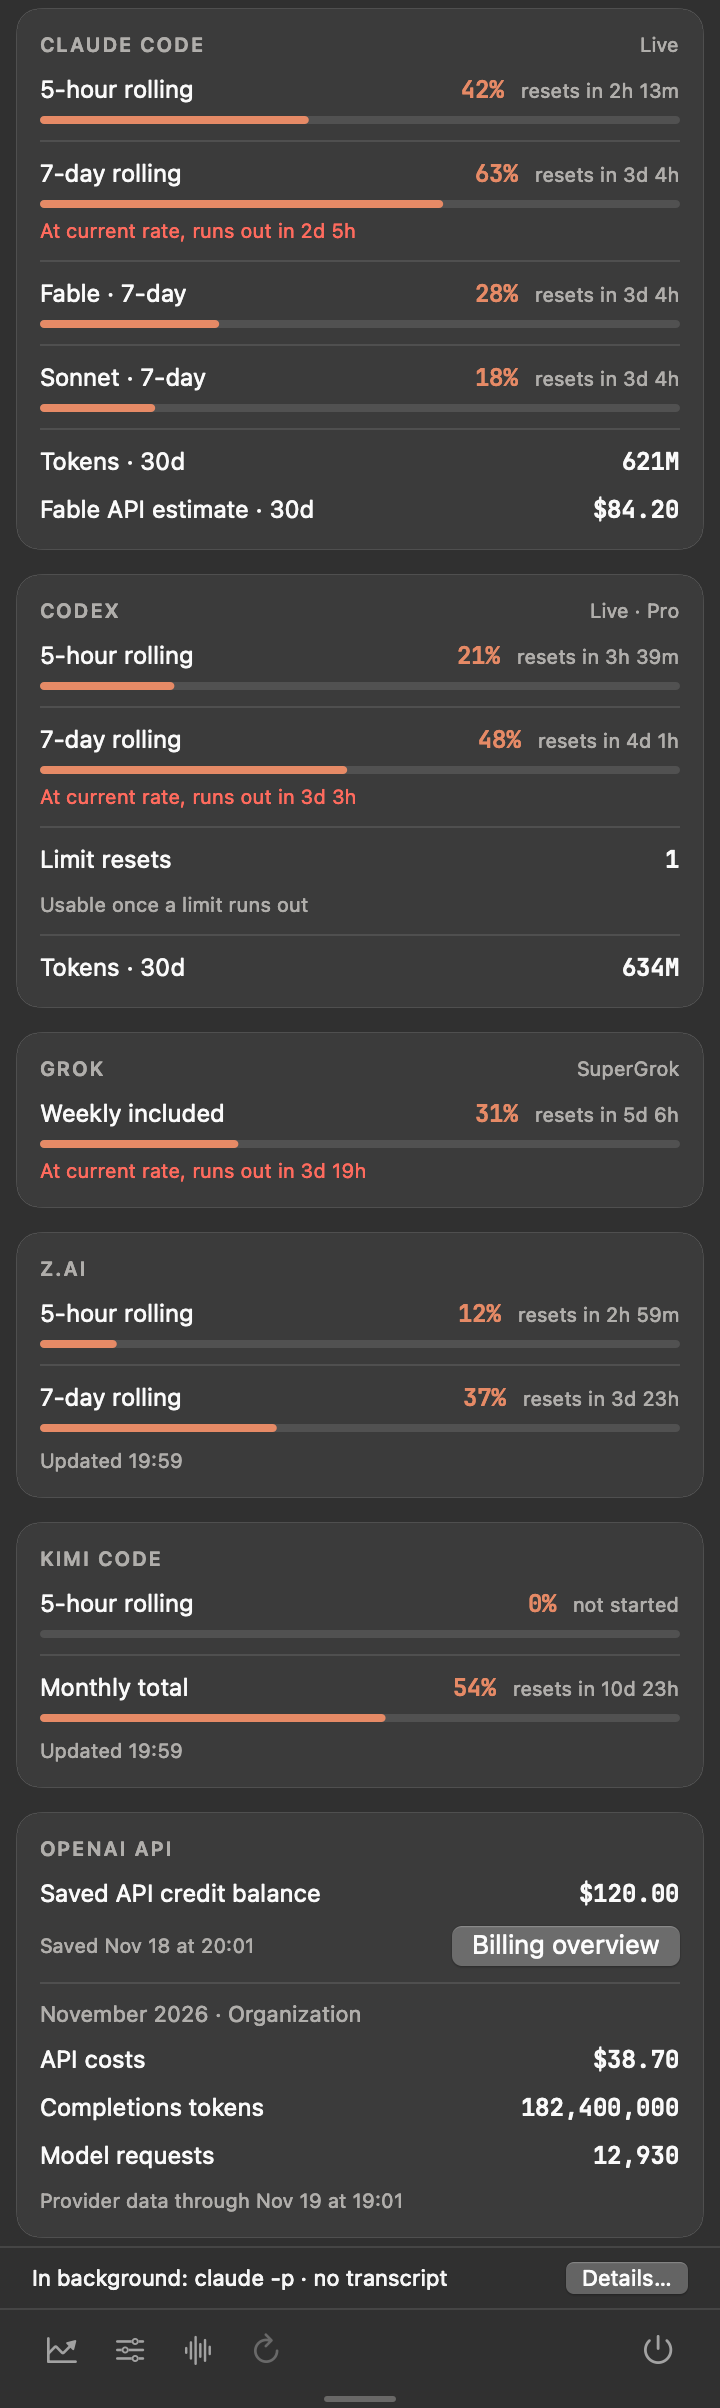 CLAUDE CODE Live
5-hour rolling 42% resets in 2h 13m
7-day rolling 63% resets in 3d 4h
At current rate, runs out in 2d 5h
Fable · 7-day 28% resets in 3d 4h
Sonnet · 7-day 18% resets in 3d 4h
Tokens · 30d 621M
Fable API estimate · 30d $84.20
CODEX Live · Pro
5-hour rolling 21% resets in 3h 39m
7-day rolling 48% resets in 4d 1h
At current rate, runs out in 3d 3h
Limit resets 1
Usable once a limit runs out
Tokens · 30d 634M
GROK SuperGrok
Weekly included 31% resets in 5d 6h
At current rate, runs out in 3d 19h
Z.AI
5-hour rolling 12% resets in 2h 59m
7-day rolling 37% resets in 3d 23h
Updated 19:59
KIMI CODE
5-hour rolling 0% not started
Monthly total 54% resets in 10d 23h
Updated 19:59
OPENAI API
Saved API credit balance $120.00
Saved Nov 18 at 20:01 Billing overview
November 2026 · Organization
API costs $38.70
Completions tokens 182,400,000
Model requests 12,930
Provider data through Nov 19 at 19:01
In background: claude -p · no transcript Details...